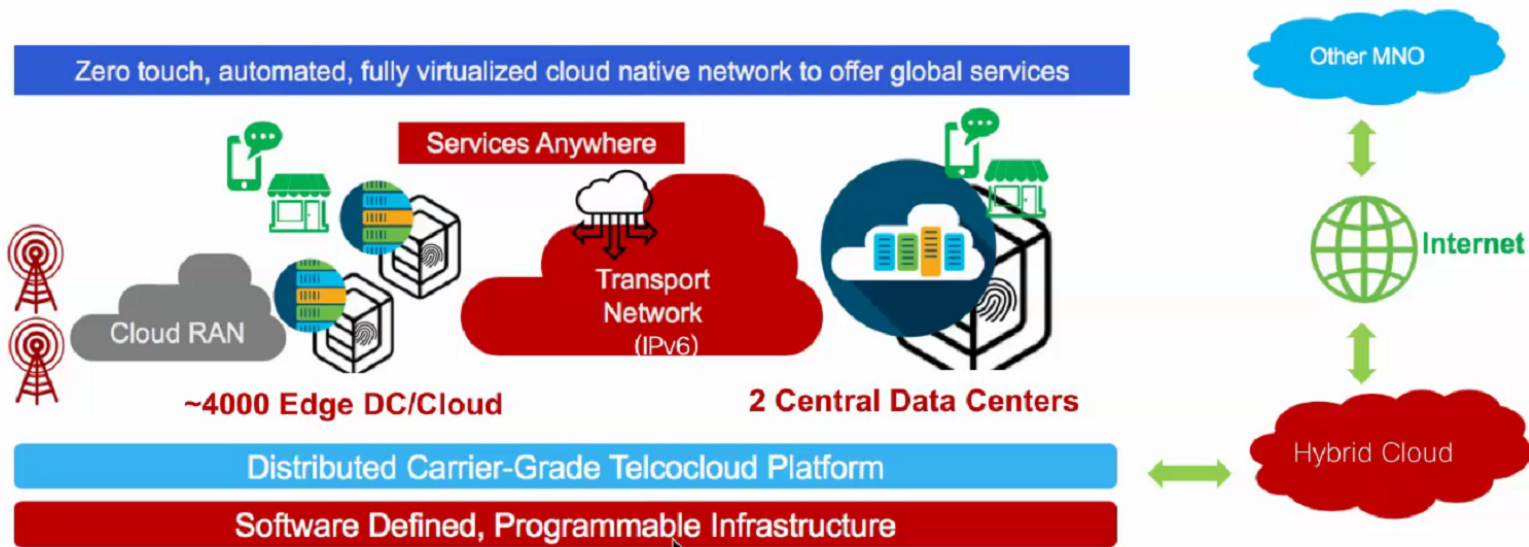 Zero touch, automated, fully virtualized cloud native network to offer global services
Other MNO
Services Anywhere
Internet
Cloud RAN
Transport
Network
(IPv6)
~4000 Edge DC/Cloud
2 Central Data Centers
Hybrid Cloud
Distributed Carrier-Grade Telcocloud Platform
Software Defined, Programmable Infrastructure